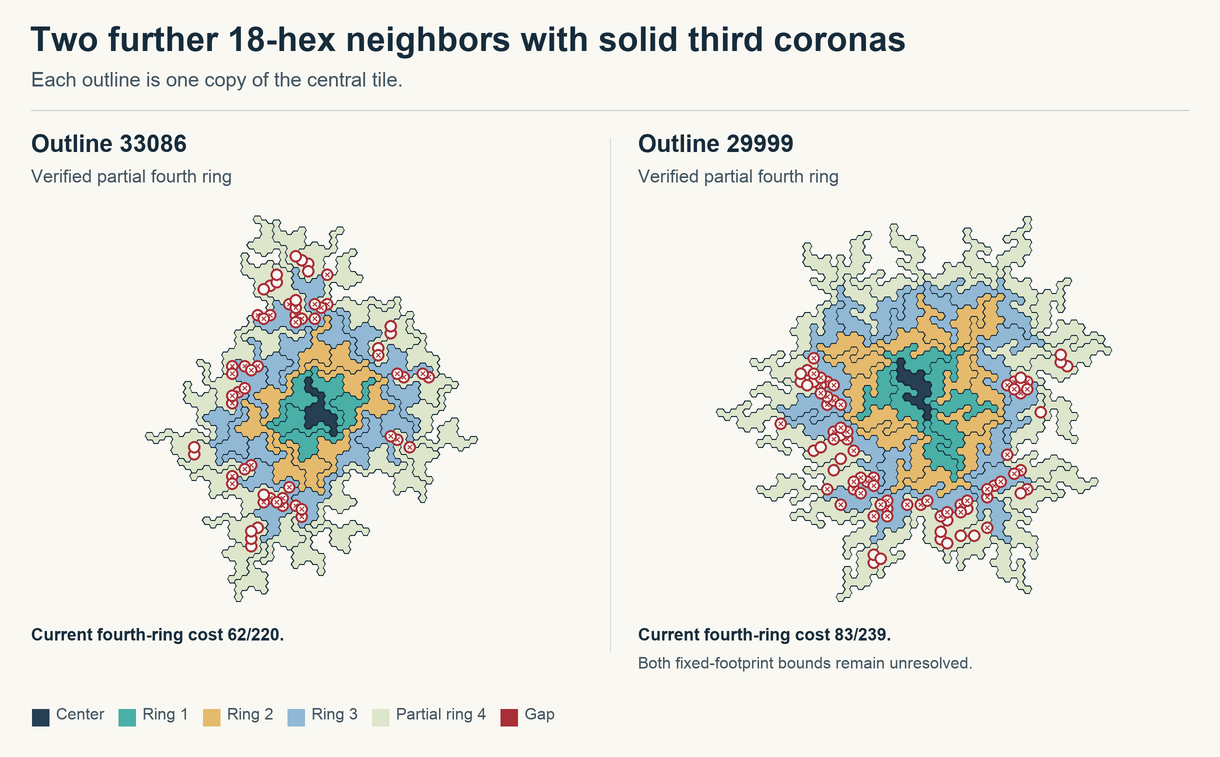 Two further 18-hex neighbors with solid third coronas
Each outline is one copy of the central tile.
Outline 33086
Verified partial fourth ring
Current fourth-ring cost 62/220.
Outline 29999
Verified partial fourth ring
Current fourth-ring cost 83/239.
Both fixed-footprint bounds remain unresolved.
Center
Ring 1
Ring 2
Ring 3
Partial ring 4
Gap